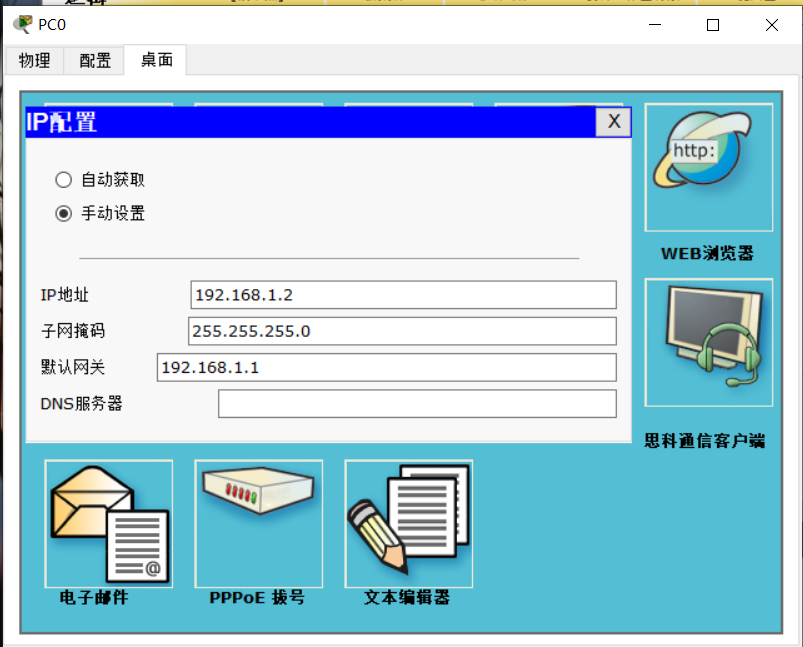 PC0
物理 配置 桌面
IP配置 X
自动获取
手动设置
IP地址 192.168.1.2
子网掩码 255.255.255.0
默认网关 192.168.1.1
DNS服务器
http:
WEB浏览器
思科通信客户端
@
电子邮件 PPPoE 拨号 文本编辑器